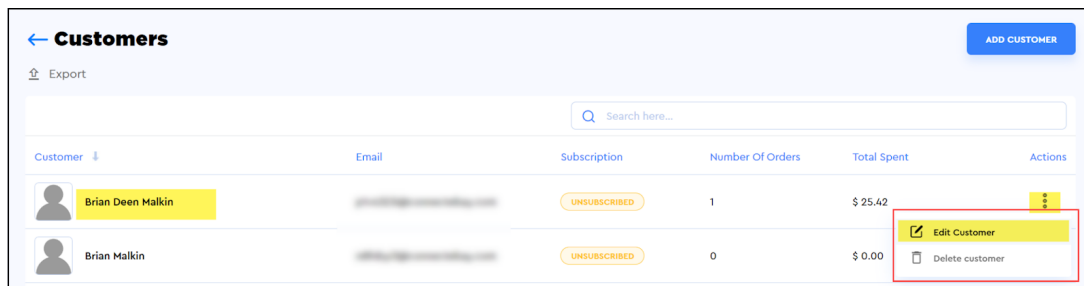 ← Customers
ADD CUSTOMER
Export
Search here...
Customer ↓ Email Subscription Number Of Orders Total Spent Actions
Brian Deen Malkin UNSUBSCRIBED 1 $ 25.42
Edit Customer
Brian Malkin UNSUBSCRIBED 0 $ 0.00
Delete customer